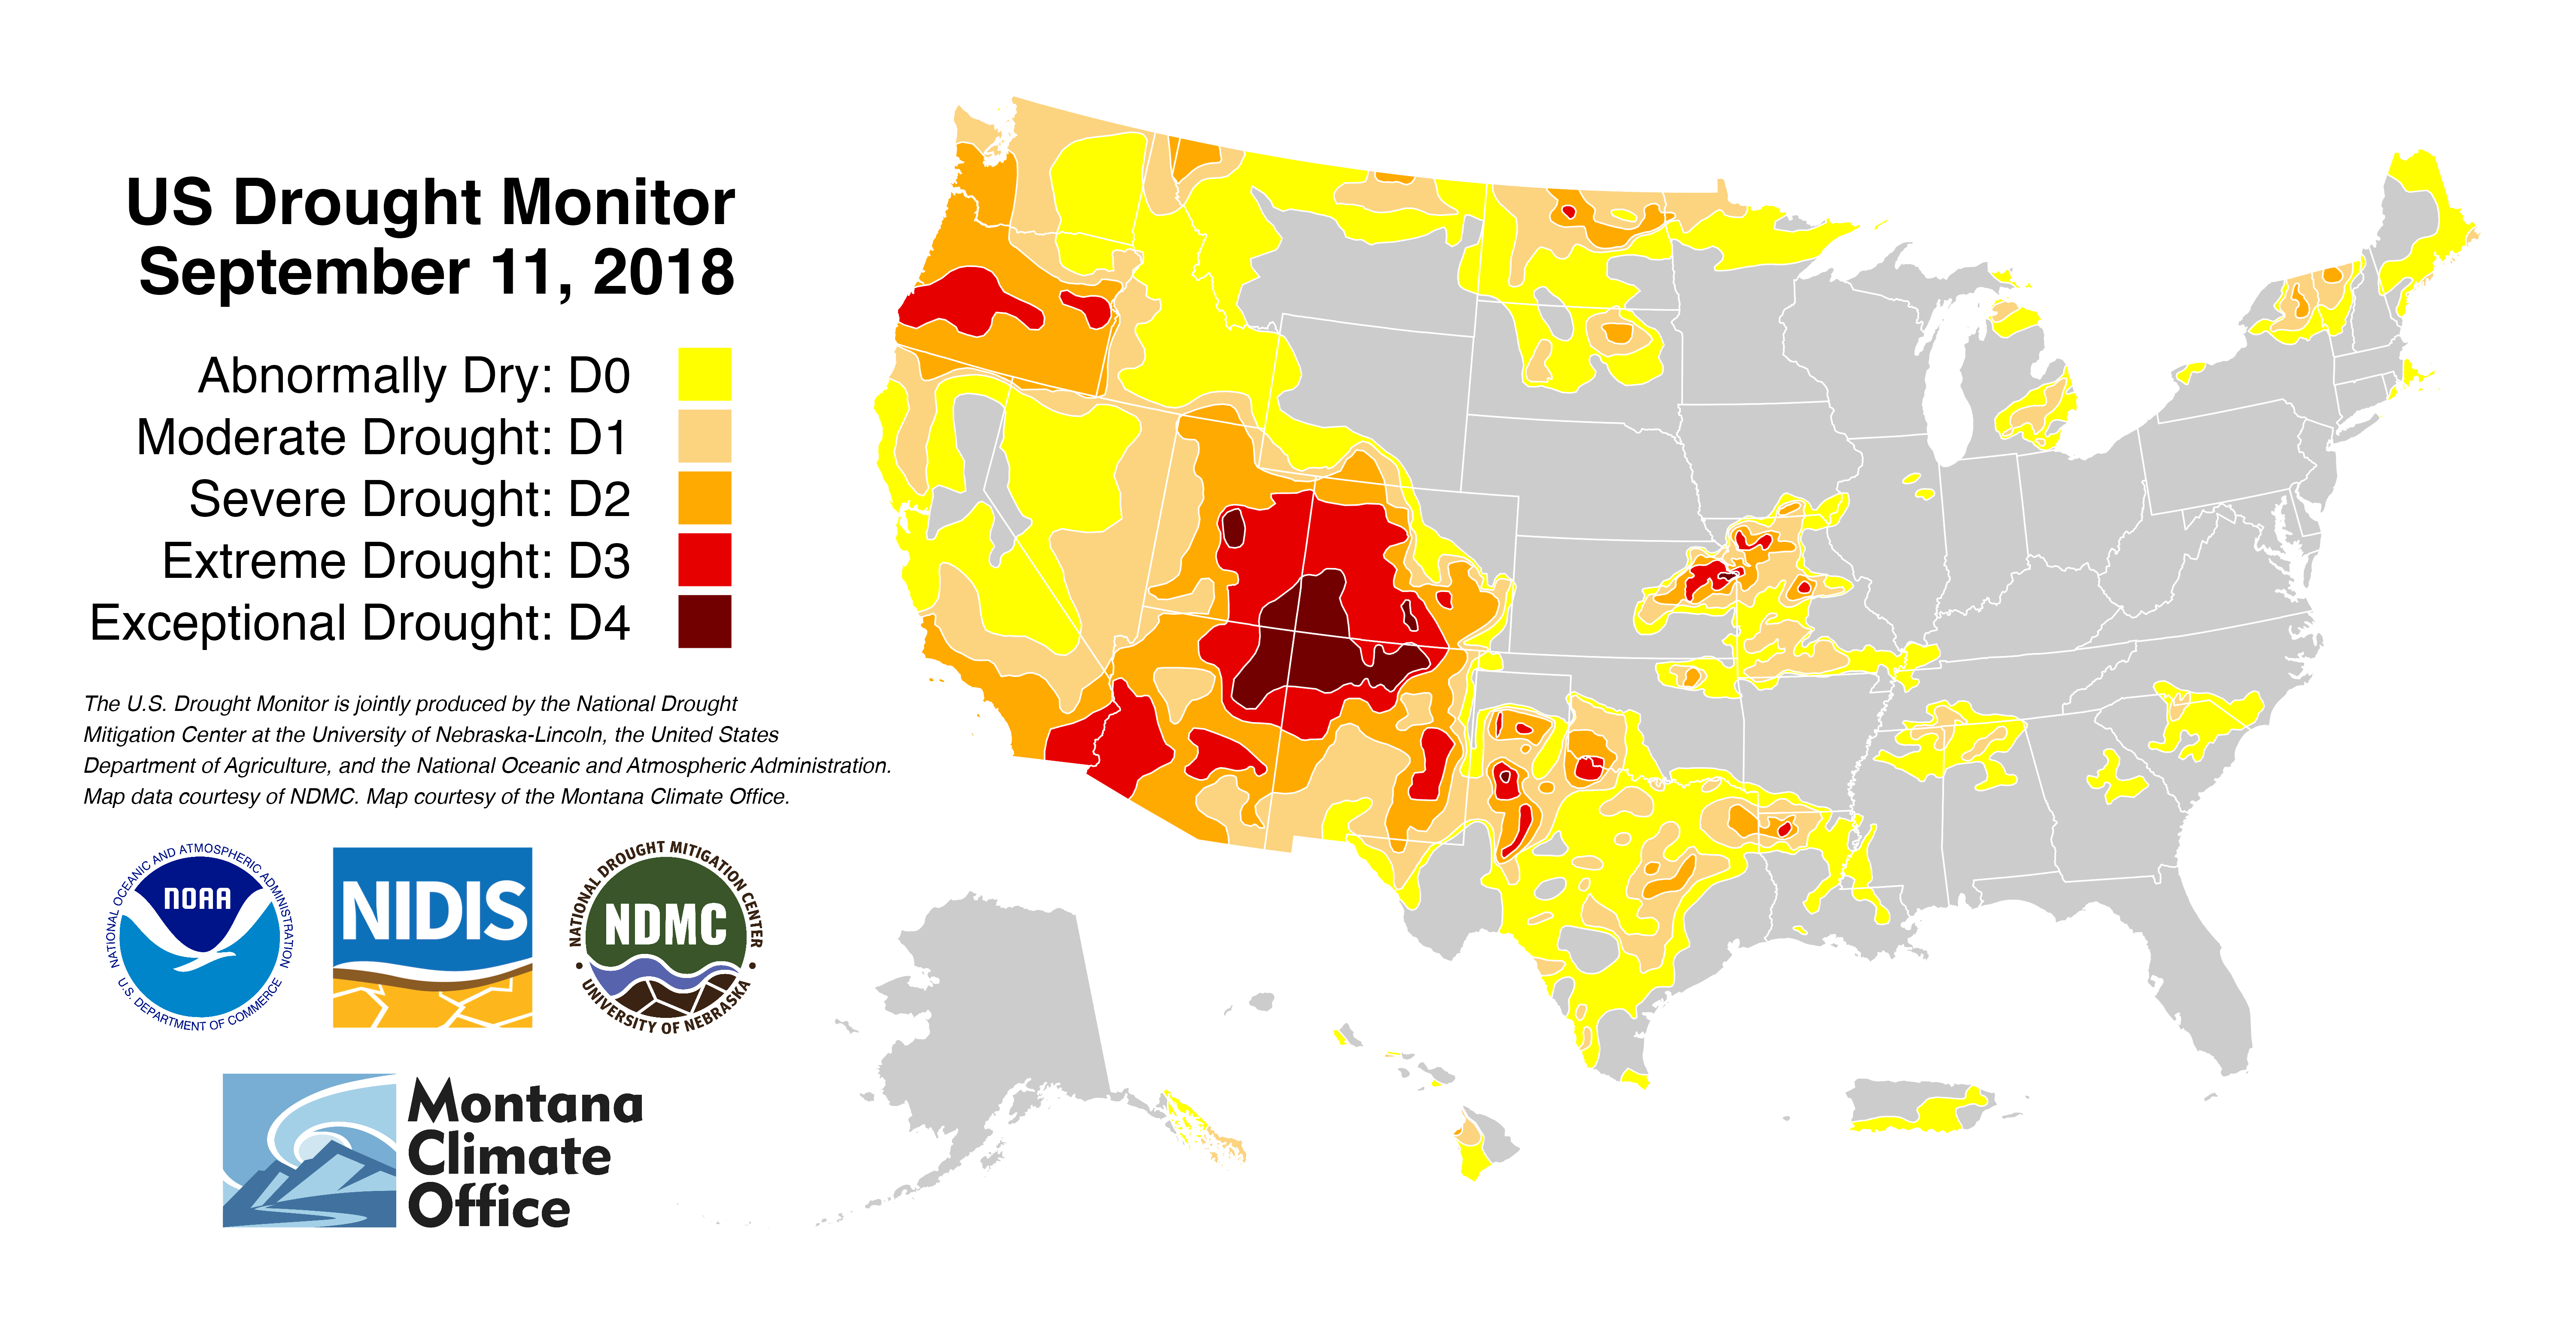 US Drought Monitor
September 11, 2018
Abnormally Dry: D0
Moderate Drought: D1
Severe Drought: D2
Extreme Drought: D3
Exceptional Drought: D4
The U.S. Drought Monitor is jointly produced by the National Drought
Mitigation Center at the University of Nebraska-Lincoln, the United States
Department of Agriculture, and the National Oceanic and Atmospheric Administration.
Map data courtesy of NDMC. Map courtesy of the Montana Climate Office.
NATIONAL OCEANIC AND ATMOSPHERIC ADMINISTRATION
NOAA
U.S. DEPARTMENT OF COMMERCE
NIDIS
NATIONAL DROUGHT MITIGATION CENTER
NDMC
UNIVERSITY OF NEBRASKA
Montana
Climate
Office